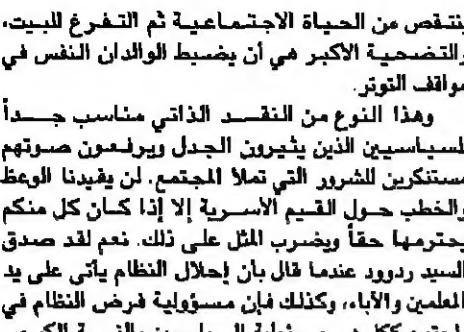 ينتقص من الحياة الاجتماعية ثم التفرغ للبيت،
والتضحية الأكبر هي أن يضبط الوالدان النفس في
مواقف التوتر.
وهذا النوع من النقد الذاتي مناسب جداً
للسياسيين الذين يثيرون الجدل ويرفعون صوتهم
مستنكرين للشرور التي تملأ المجتمع. لن يفيدنا الوعظ
والخطب حول القيم الأسرية إلا إذا كان كل منكم
يحترمها حقاً ويضرب المثل على ذلك. نعم لقد صدق
السيد ردوود عندما قال بأن إحلال النظام يأتى على يد
المعلمين والآباء، وكذلك فإن مسؤولية فرض النظام في